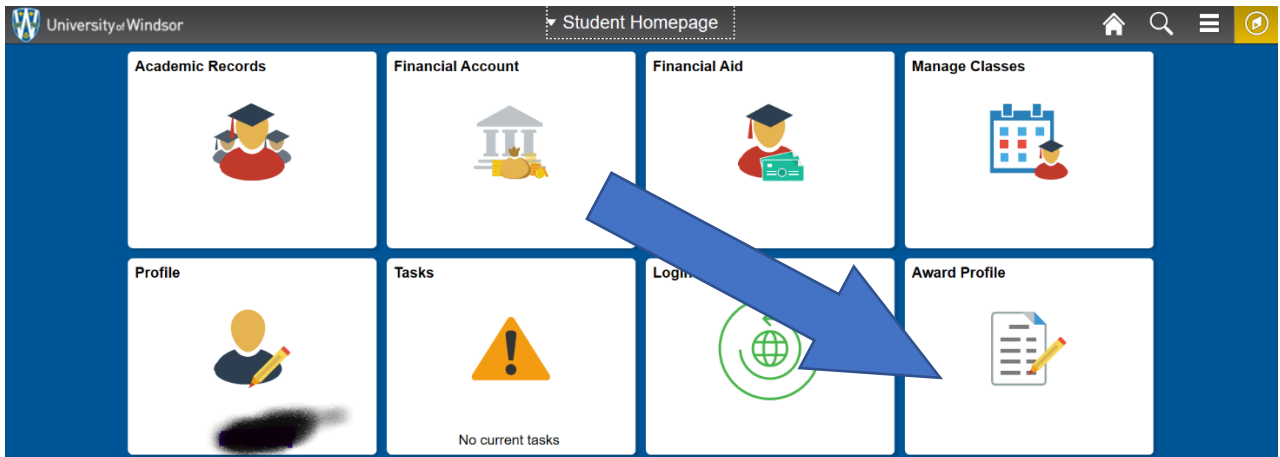 University of Windsor
Student Homepage
Academic Records
Financial Account
Financial Aid
Manage Classes
Profile
Tasks
Login
Award Profile
No current tasks